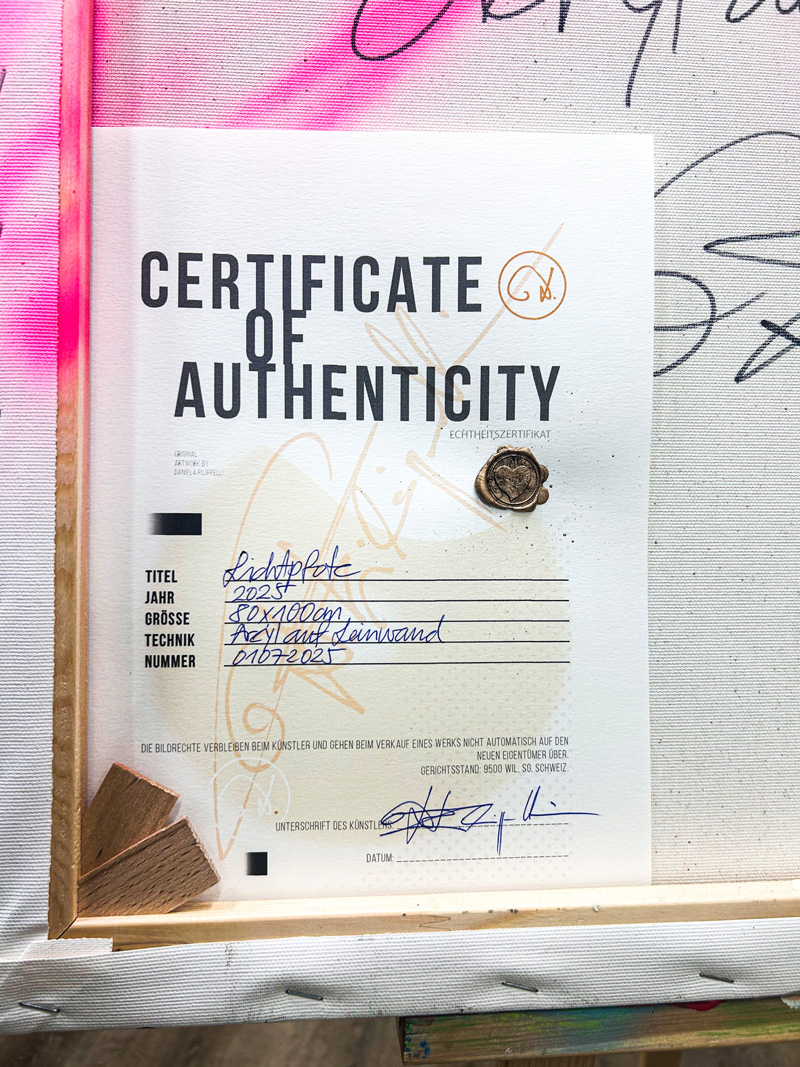 CERTIFICATE
OF
AUTHENTICITY
ECHTHEITSZERTIFIKAT
ORIGINAL
ARTWORK BY
DANIELA FILIPPELLI
TITEL Lichtpfote
JAHR 2025
GRÖSSE 80x100cm
TECHNIK Acryl auf Leinwand
NUMMER 01072025
DIE BILDRECHTE VERBLEIBEN BEIM KÜNSTLER UND GEHEN BEIM VERKAUF EINES WERKS NICHT AUTOMATISCH AUF DEN
NEUEN EIGENTÜMER ÜBER.
GERICHTSSTAND: 9500 WIL, SG, SCHWEIZ.
UNTERSCHRIFT DES KÜNSTLERS:
DATUM: